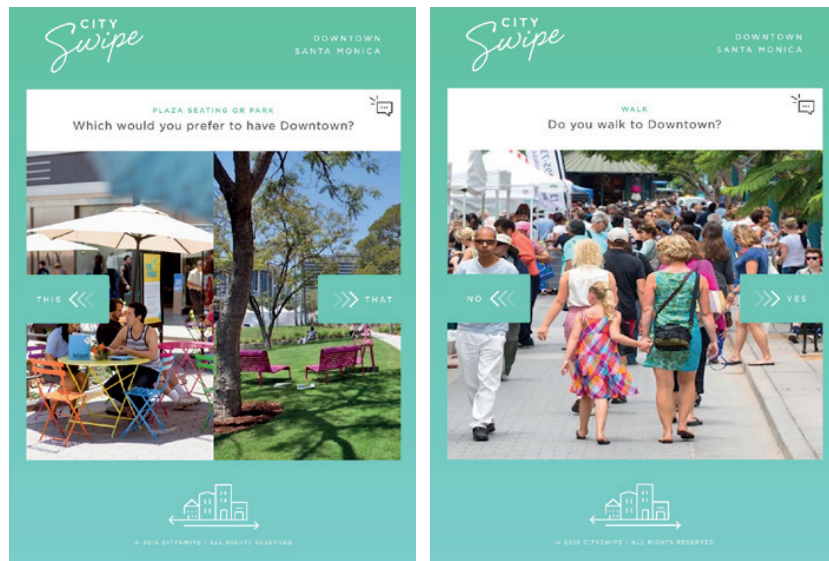 CITY
Swipe
DOWNTOWN
SANTA MONICA
PLAZA SEATING OR PARK
Which would you prefer to have Downtown?
THIS
THAT
© 2016 CITYSWIPE | ALL RIGHTS RESERVED
CITY
Swipe
DOWNTOWN
SANTA MONICA
WALK
Do you walk to Downtown?
NO
YES
© 2016 CITYSWIPE | ALL RIGHTS RESERVED